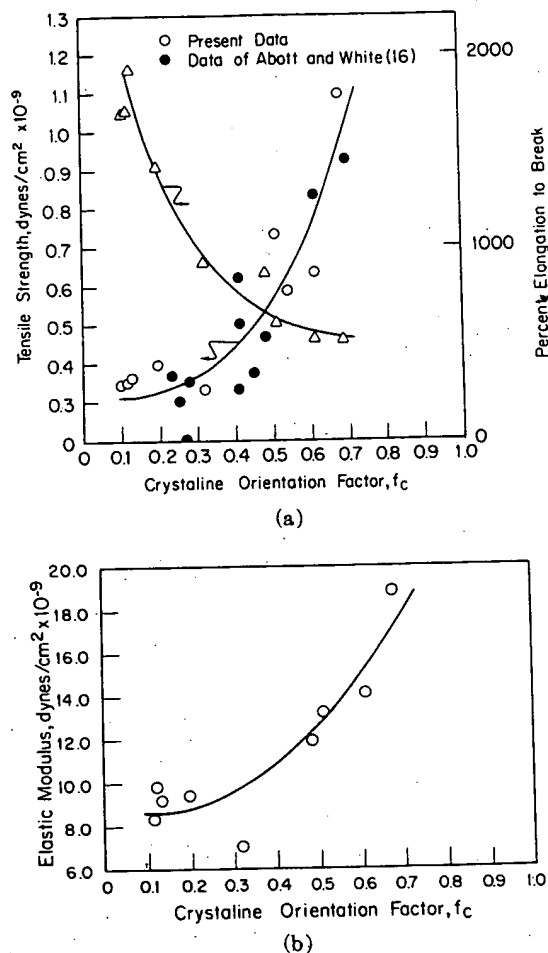 1.3
1.2
1.1
1.0
0.9
0.8
0.7
0.6
0.5
0.4
0.3
0
Tensile Strength, dynes/cm² x10⁻⁹
○ Present Data
● Data of Abott and White (16)
2000
1000
0
Percent Elongation to Break
0 0.1 0.2 0.3 0.4 0.5 0.6 0.7 0.8 0.9 1.0
Crystaline Orientation Factor, fc
(a)
20.0
18.0
16.0
14.0
12.0
10.0
8.0
6.0
Elastic Modulus, dynes/cm² x10⁻⁹
0 0.1 0.2 0.3 0.4 0.5 0.6 0.7 0.8 0.9 1.0
Crystaline Orientation Factor, fc
(b)